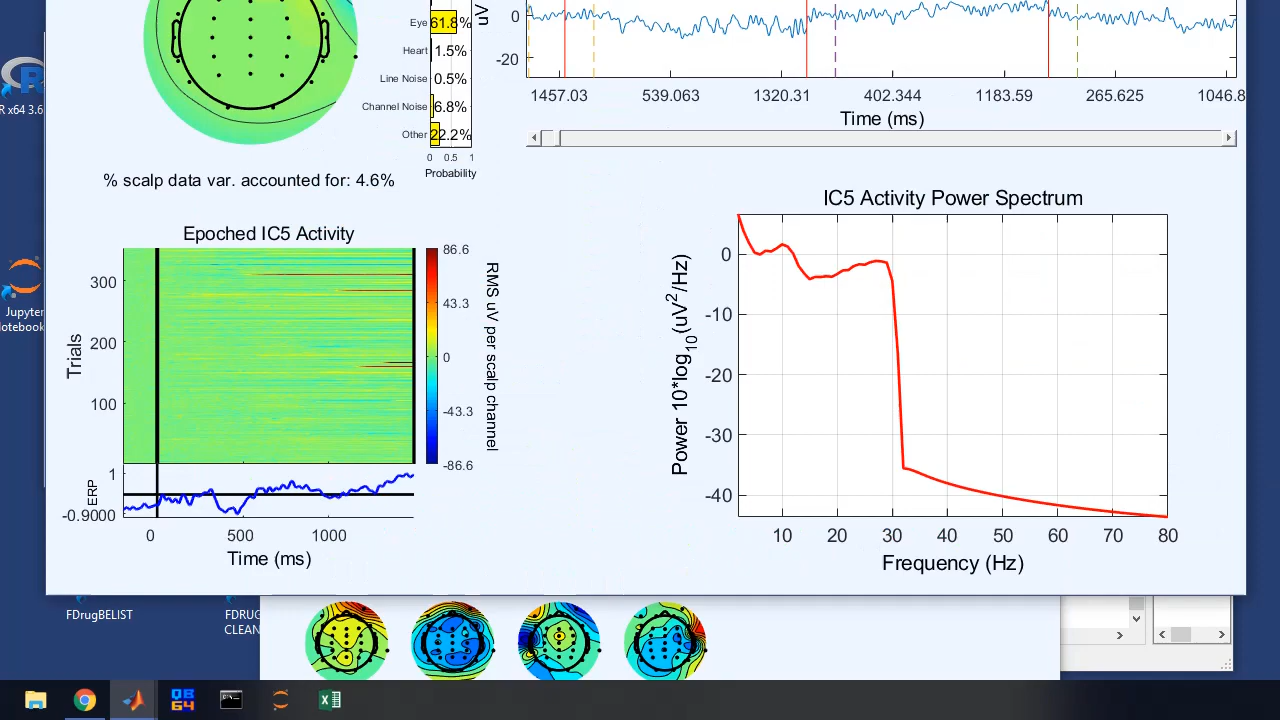 R x64 3.6
Jupyter
otebook
FDrugBELIST
FDRUG
CLEAN
Eye 61.8%
Heart 1.5%
Line Noise 0.5%
Channel Noise 6.8%
Other 22.2%
0 0.5 1
Probability
% scalp data var. accounted for: 4.6%
0
-20
1457.03 539.063 1320.31 402.344 1183.59 265.625 1046.8
Time (ms)
Epoched IC5 Activity
Trials
300
200
100
86.6
43.3
0
-43.3
-86.6
RMS uV per scalp channel
ERP
1
-0.9000
0 500 1000
Time (ms)
IC5 Activity Power Spectrum
Power 10*log10(uV2/Hz)
0
-10
-20
-30
-40
10 20 30 40 50 60 70 80
Frequency (Hz)
QB
64